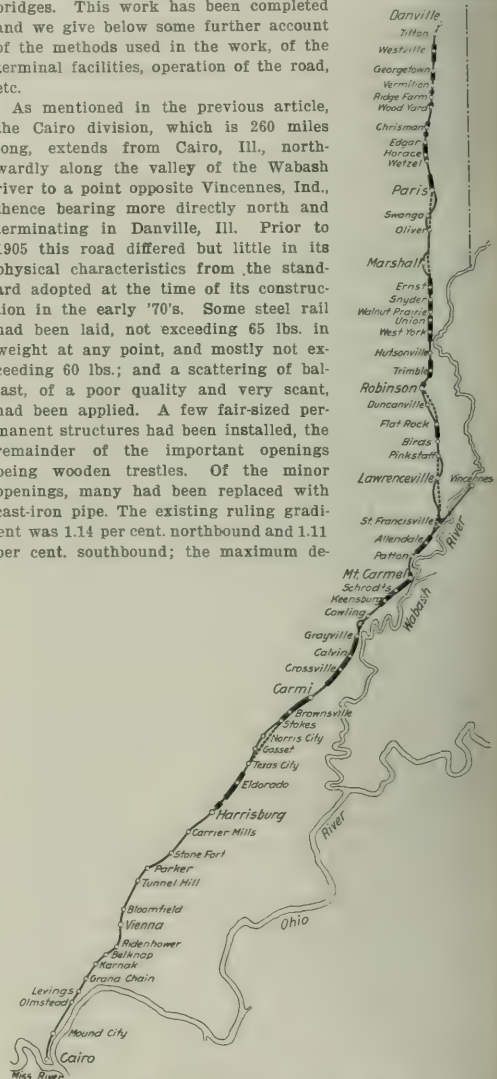 bridges. This work has been completed
and we give below some further account
of the methods used in the work, of the
terminal facilities, operation of the road,
etc.
As mentioned in the previous article,
the Cairo division, which is 260 miles
long, extends from Cairo, Ill., north-
wardly along the valley of the Wabash
river to a point opposite Vincennes, Ind.,
thence bearing more directly north and
terminating in Danville, Ill. Prior to
1905 this road differed but little in its
physical characteristics from the stand-
ard adopted at the time of its construc-
tion in the early '70's. Some steel rail
had been laid, not exceeding 65 lbs. in
weight at any point, and mostly not ex-
ceeding 60 lbs.; and a scattering of bal-
last, of a poor quality and very scant,
had been applied. A few fair-sized per-
manent structures had been installed, the
remainder of the important openings
being wooden trestles. Of the minor
openings, many had been replaced with
cast-iron pipe. The existing ruling gradi-
ent was 1.14 per cent. northbound and 1.11
per cent. southbound; the maximum de-
Danville
Tilton
Westville
Georgetown
Vermilion
Ridge Farm
Wood Yard
Chrisman
Edgar
Horace
Wetzel
Paris
Swango
Oliver
Marshall
Ernst
Snyder
Walnut Prairie
Union
West York
Hutsonville
Trimble
Robinson
Duncanville
Flat Rock
Birds
Pinkstaff
Lawrenceville
Vincennes
St. Francisville
Allendale
Patton
River
Mt. Carmel
Schrodts
Keensburg
Cowling
Wabash
Grayville
Calvin
Crossville
Carmi
Brownsville
Stokes
Norris City
Gosset
Texas City
Eldorado
Harrisburg
Carrier Mills
River
Stone Fort
Parker
Tunnel Hill
Bloomfield
Vienna
Ohio
Ridenhower
Belknap
Karnak
Grand Chain
Levings
Olmstead
Mound City
Cairo
Miss River